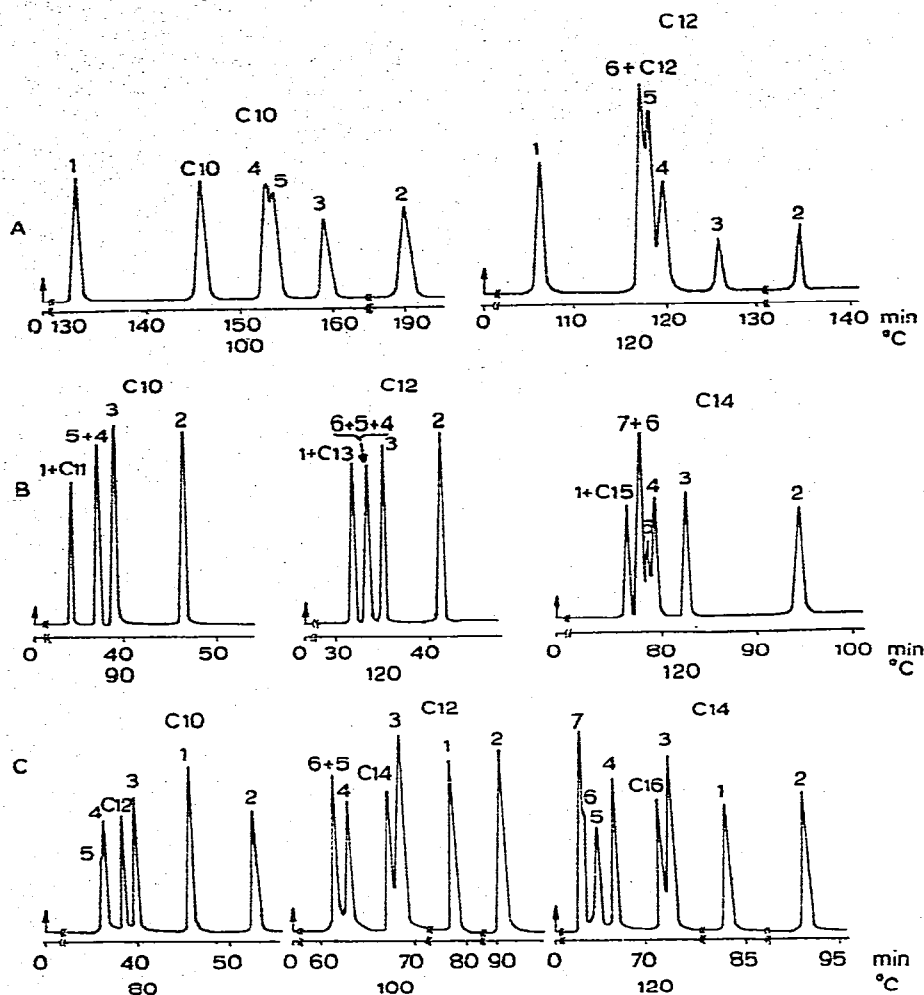 C12
C10
6+C12
1 C10 4 5 3 2
1 5 4 3 2
A
0 130 140 150 160 190
100
0 110 120 130 140 min
120 °C
C10 C12 C14
1+C11 5+4 3 2
1+C13 6+5+4 3 2
1+C15 7+6 5 4 3 2
B
0 40 50
90
0 30 40
120
0 80 90 100 min
120 °C
C10 C12 C14
5 4 C12 3 1 2
6+5 4 C14 3 1 2
7 6 5 4 C16 3 1 2
C
0 40 50
80
0 60 70 80 90
100
0 70 85 95 min
120 °C